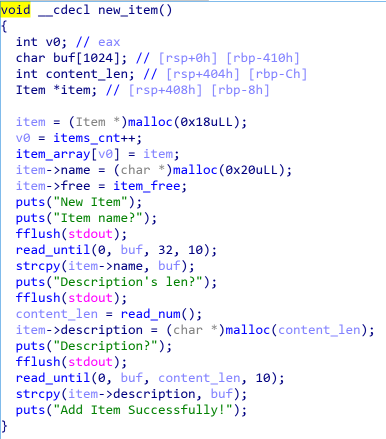 void __cdecl new_item()
{
  int v0; // eax
  char buf[1024]; // [rsp+0h] [rbp-410h]
  int content_len; // [rsp+404h] [rbp-Ch]
  Item *item; // [rsp+408h] [rbp-8h]

  item = (Item *)malloc(0x18uLL);
  v0 = items_cnt++;
  item_array[v0] = item;
  item->name = (char *)malloc(0x20uLL);
  item->free = item_free;
  puts("New Item");
  puts("Item name?");
  fflush(stdout);
  read_until(0, buf, 32, 10);
  strcpy(item->name, buf);
  puts("Description's len?");
  fflush(stdout);
  content_len = read_num();
  item->description = (char *)malloc(content_len);
  puts("Description?");
  fflush(stdout);
  read_until(0, buf, content_len, 10);
  strcpy(item->description, buf);
  puts("Add Item Successfully!");
}